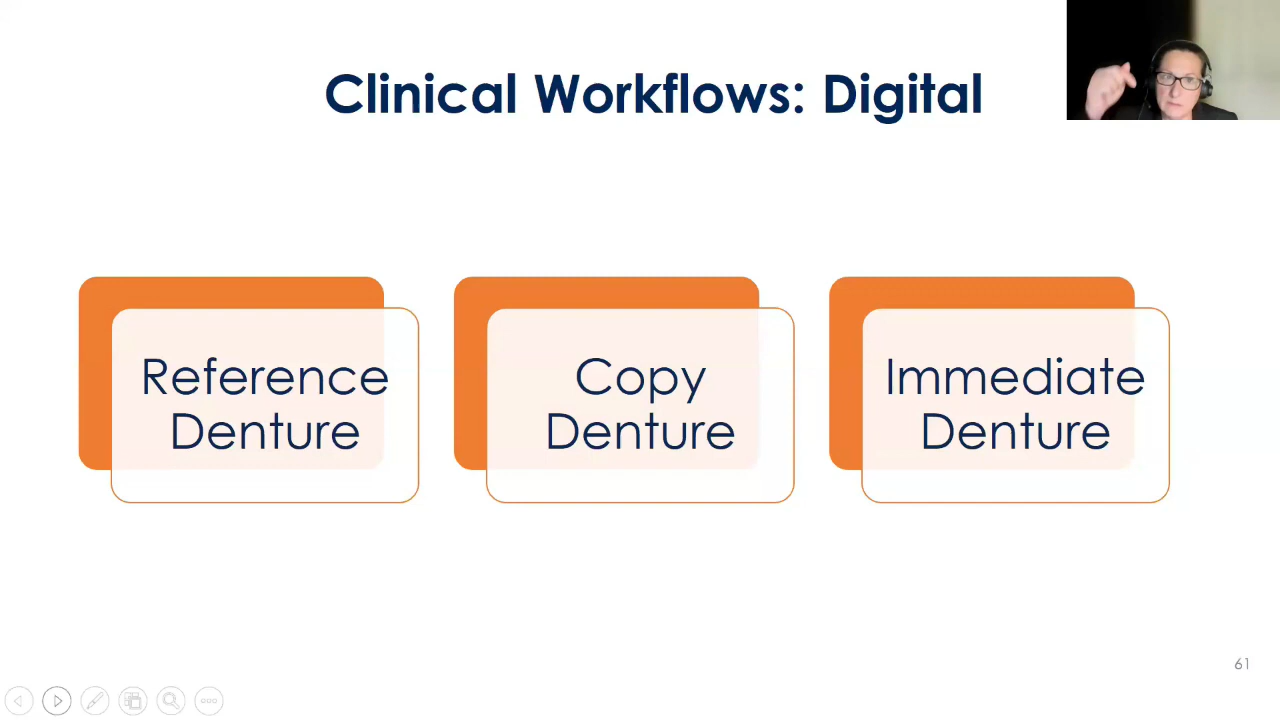 Clinical Workflows: Digital
Reference
Denture
Copy
Denture
Immediate
Denture
61